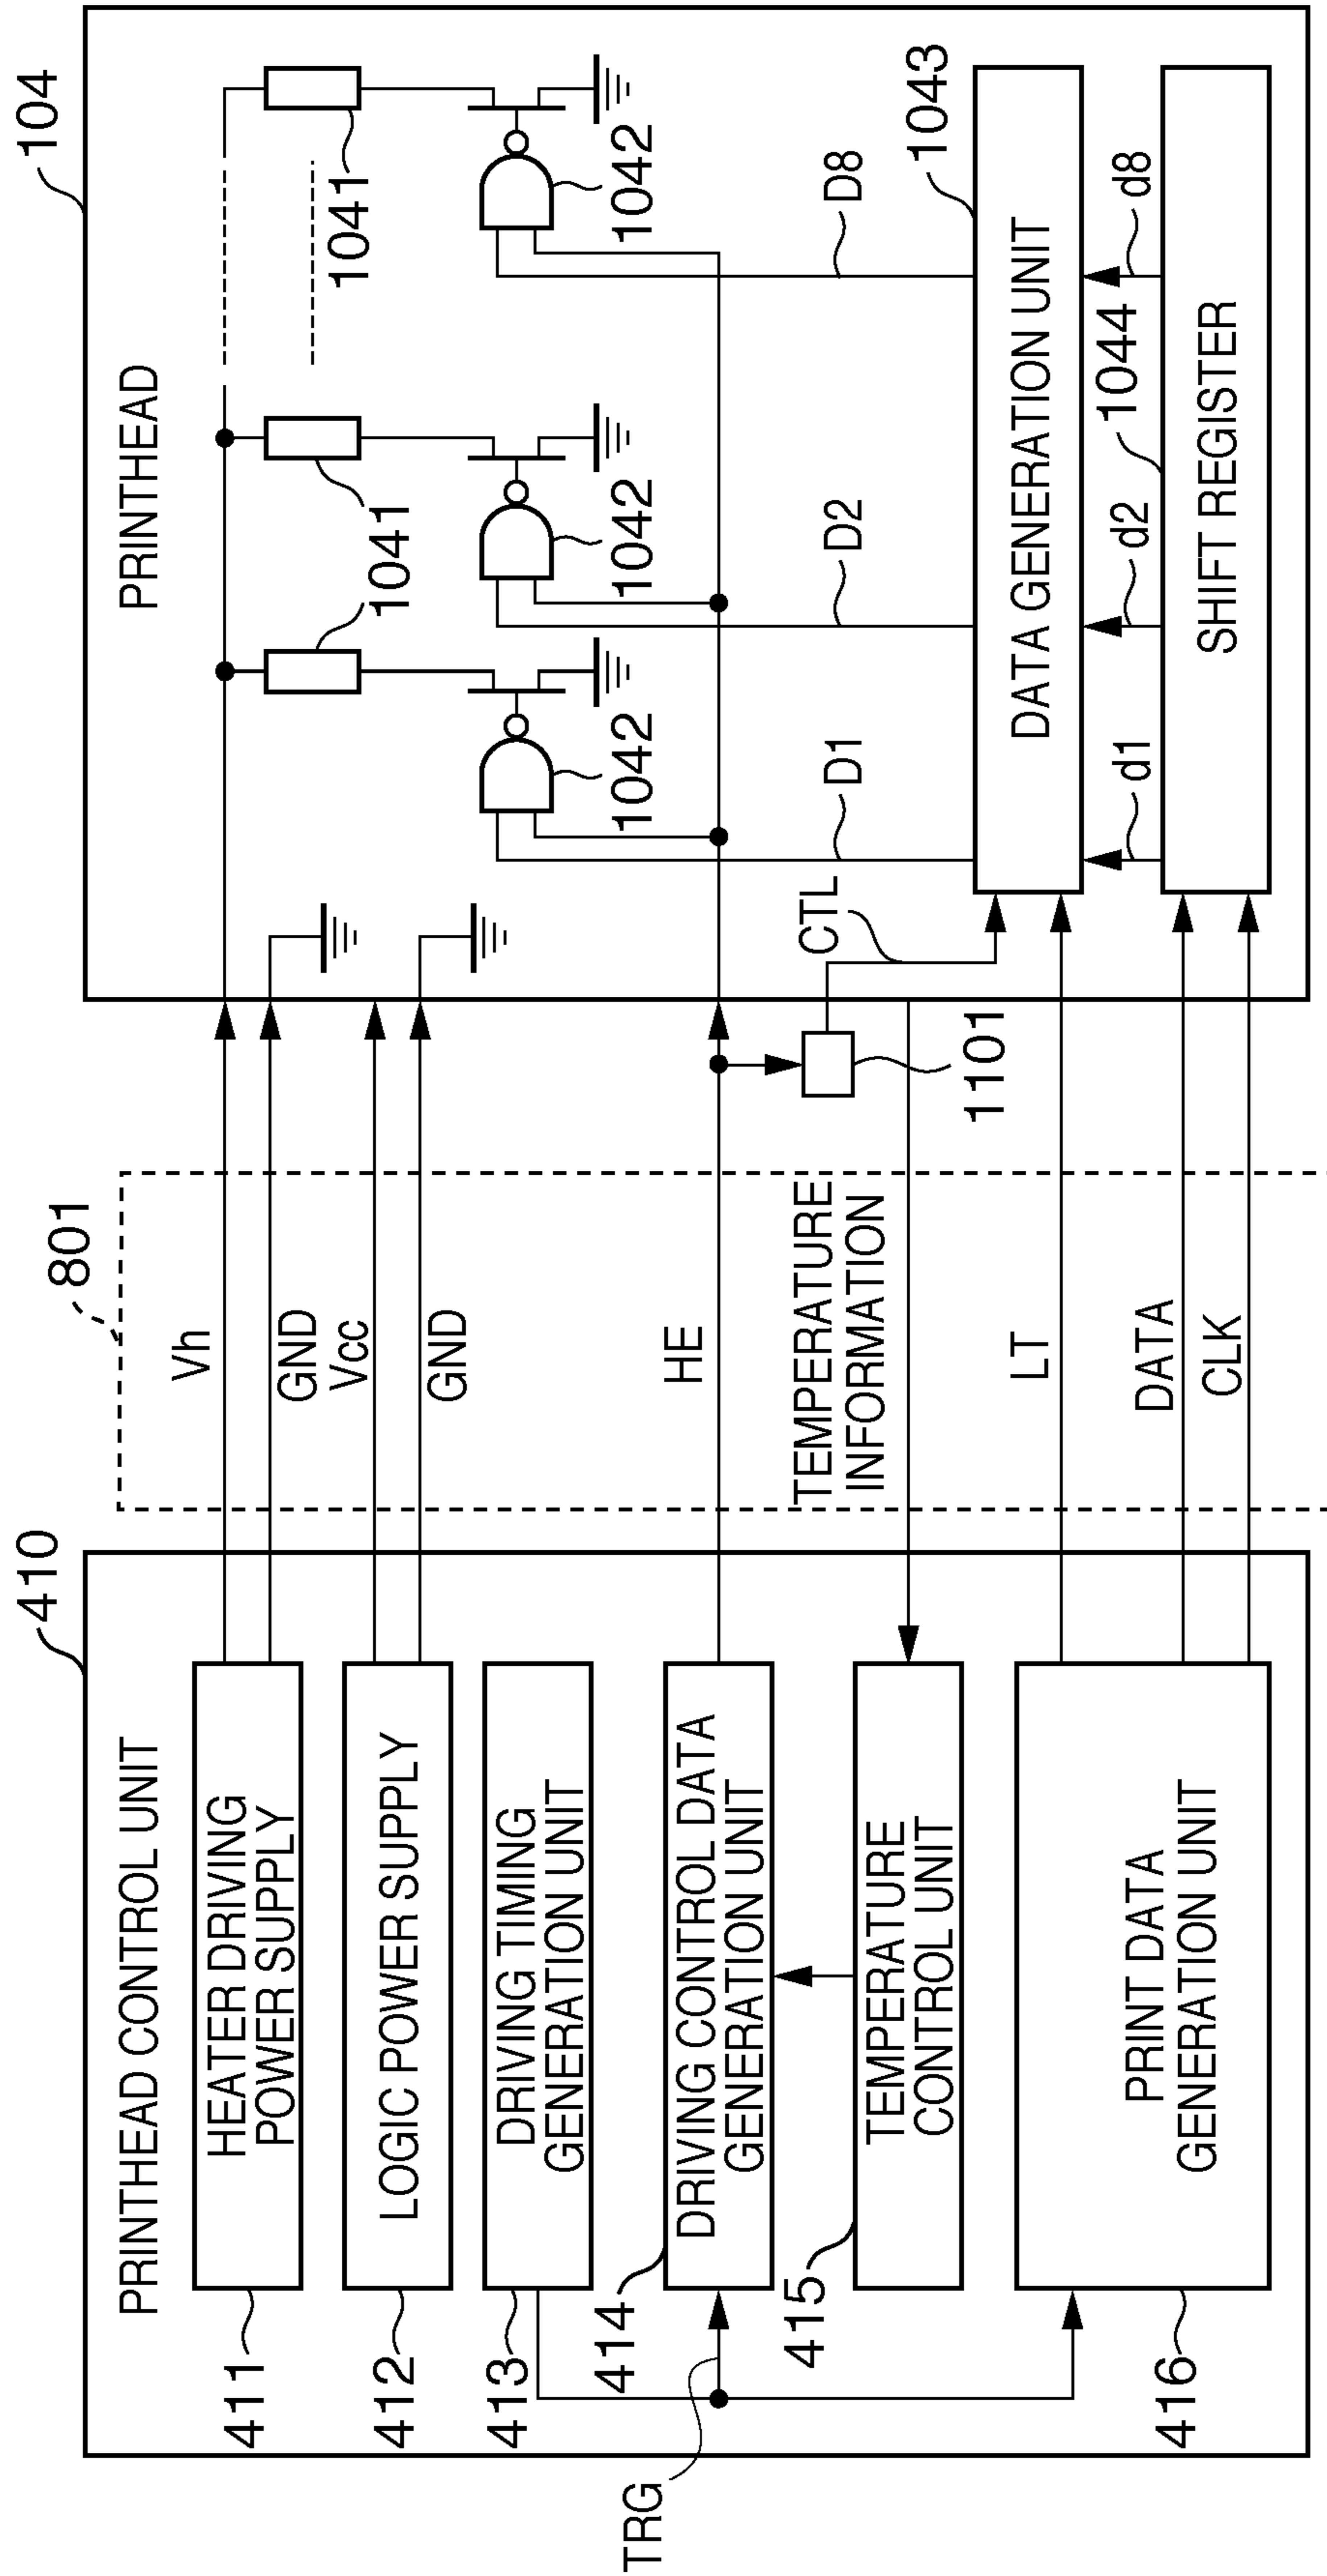 410
PRINTHEAD CONTROL UNIT
HEATER DRIVING
POWER SUPPLY
411
LOGIC POWER SUPPLY
412
DRIVING TIMING
GENERATION UNIT
413
DRIVING CONTROL DATA
GENERATION UNIT
414
TRG
TEMPERATURE
CONTROL UNIT
415
PRINT DATA
GENERATION UNIT
416
801
Vh
GND
Vcc
GND
HE
TEMPERATURE
INFORMATION
LT
DATA
CLK
104
PRINTHEAD
1041
1041
1042
1042
1042
1101
CTL
D1
D2
D8
DATA GENERATION UNIT
1043
d1
d2
1044
d8
SHIFT REGISTER